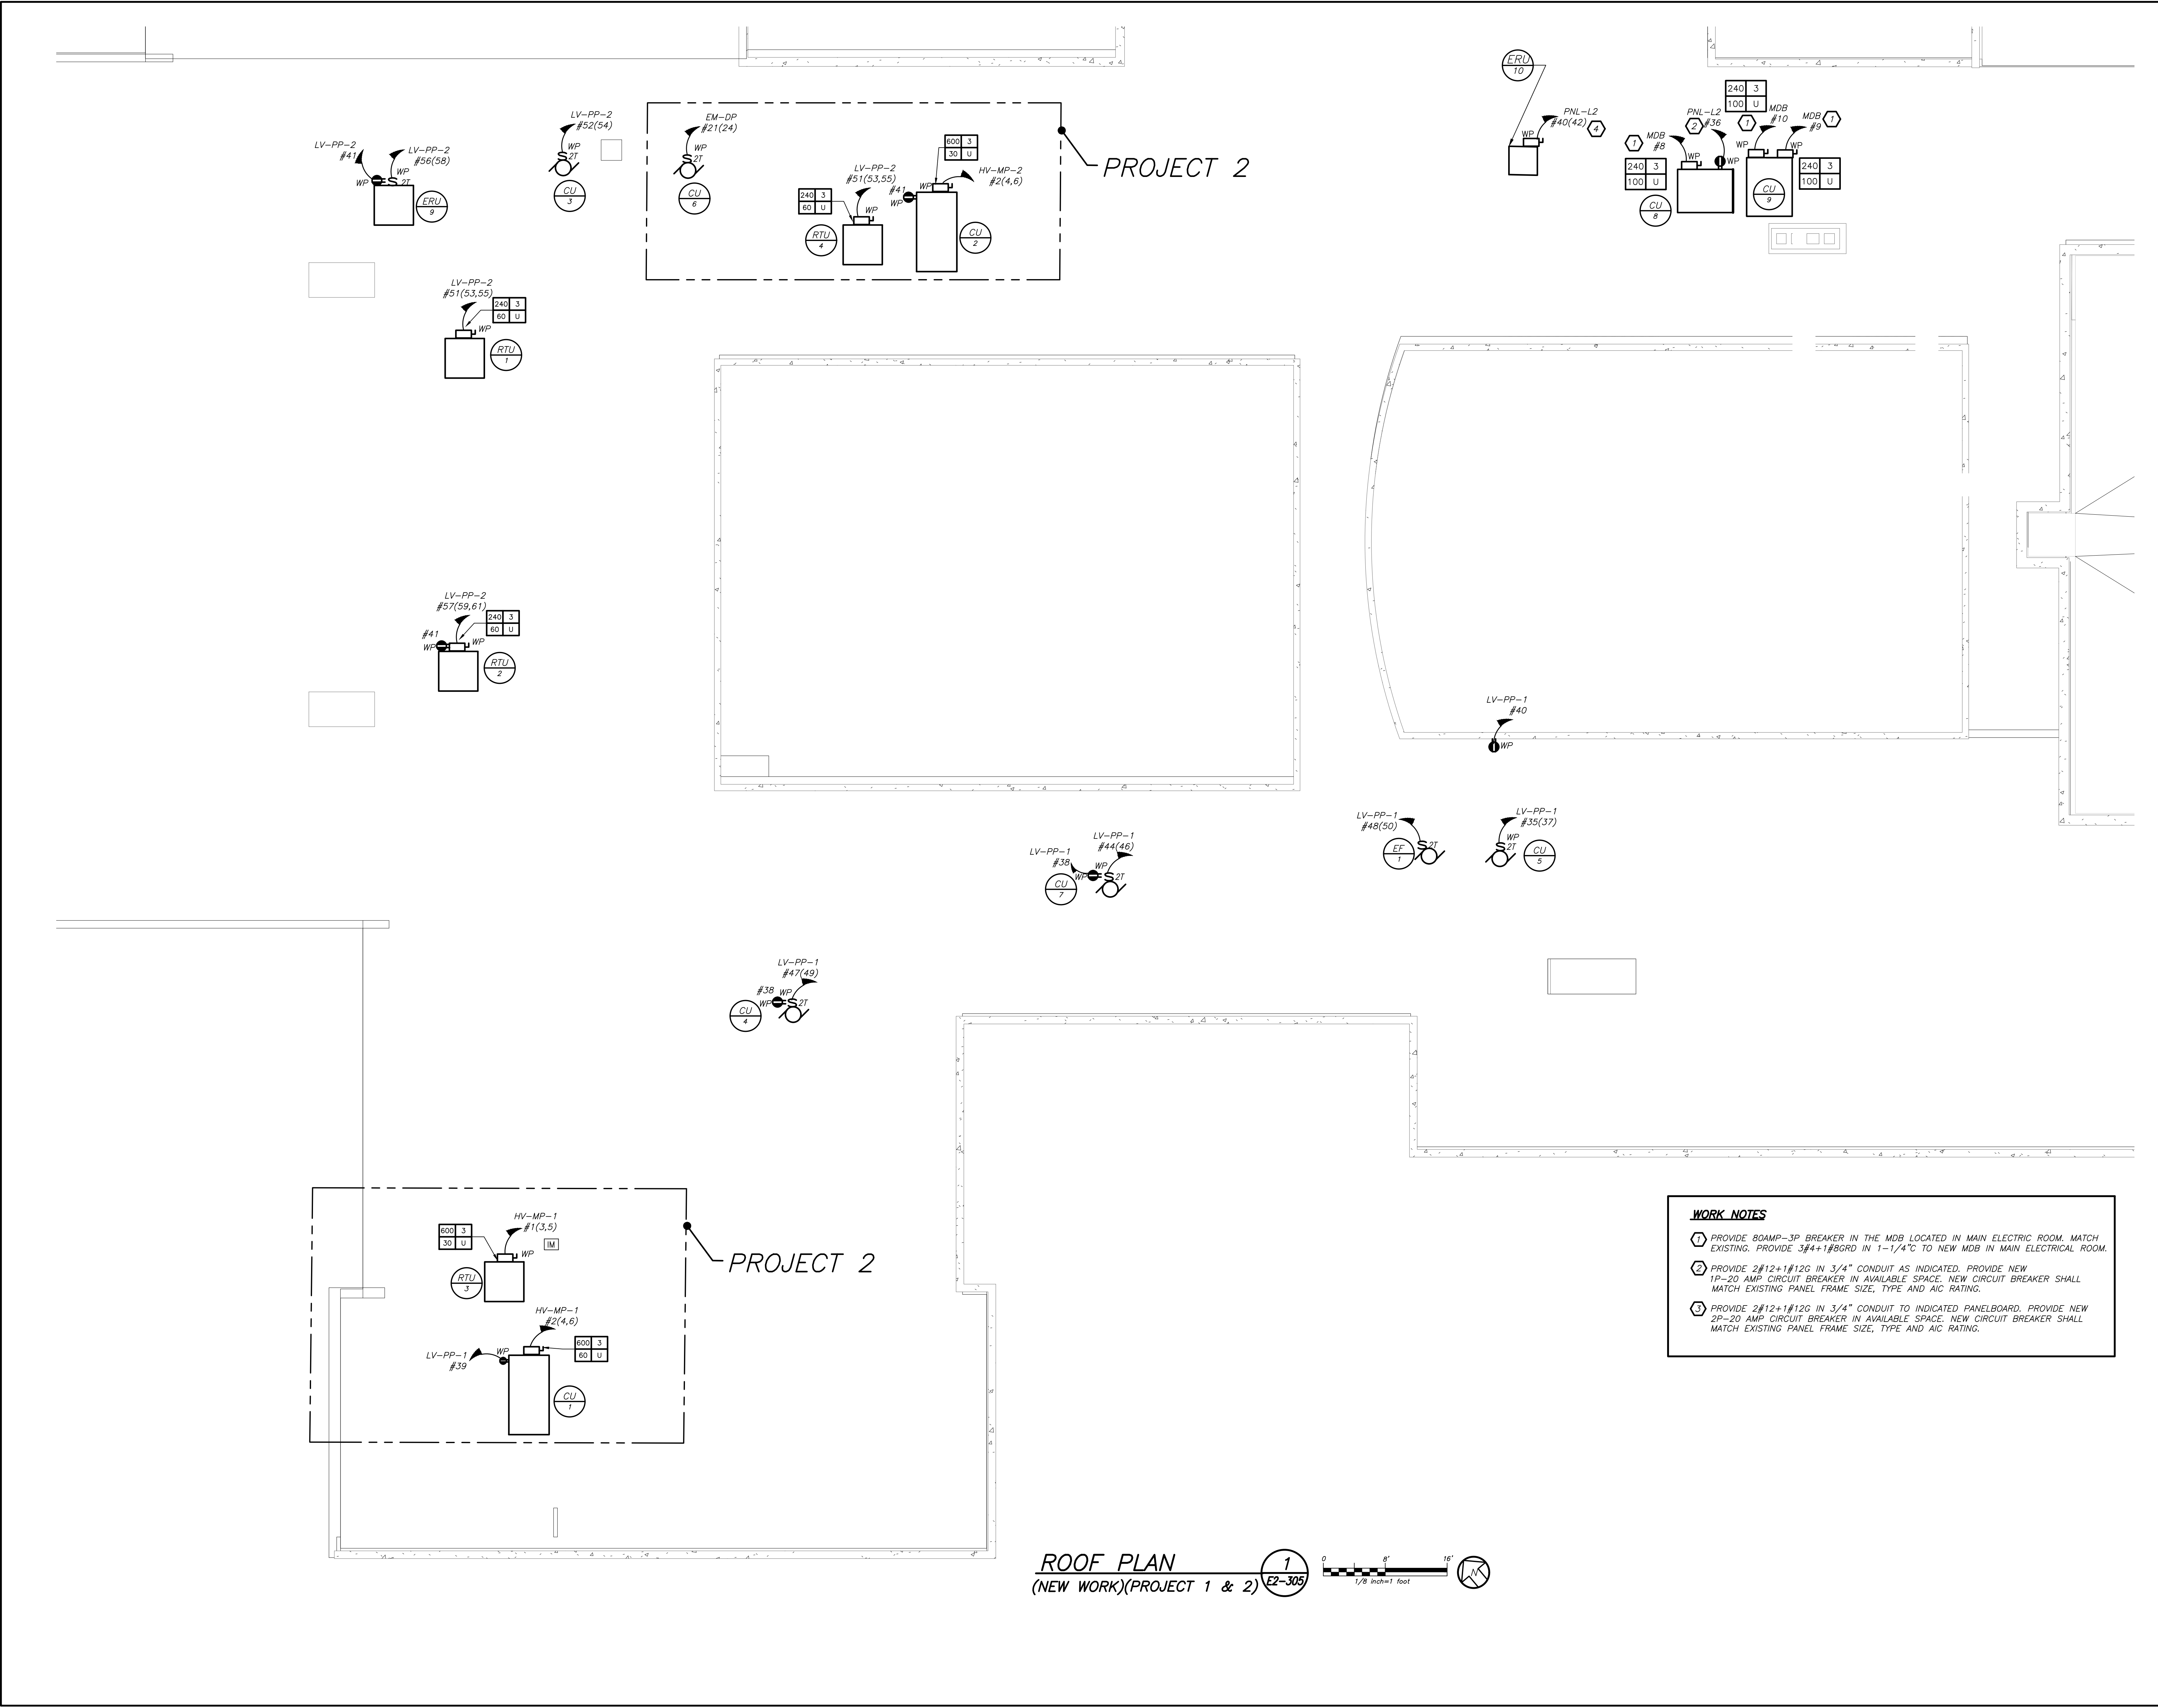 ERU
10
PNL-L2
#40(42)
4
WP
240 3
100 U
PNL-L2
#36
2
MDB
#10
1
MDB
#9
1
1
MDB
#8
WP
WP
WP
WP
240 3
100 U
240 3
100 U
CU
8
CU
9
LV-PP-2
#41
LV-PP-2
#56(58)
WP
WP
2T
ERU
9
LV-PP-2
#52(54)
WP
S
2T
CU
3
EM-DP
#21(24)
WP
S
2T
CU
6
PROJECT 2
600 3
30 U
HV-MP-2
#2(4,6)
WP
#41
WP
CU
2
LV-PP-2
#51(53,55)
240 3
60 U
WP
RTU
4
LV-PP-2
#51(53,55)
240 3
60 U
WP
RTU
1
LV-PP-2
#57(59,61)
240 3
60 U
#41
WP
WP
RTU
2
LV-PP-1
#40
WP
LV-PP-1
#48(50)
EF
1
S
2T
LV-PP-1
#35(37)
WP
S
2T
CU
5
LV-PP-1
#44(46)
LV-PP-1
#38
WP
WP
S
2T
CU
7
LV-PP-1
#47(49)
#38
WP
WP
S
2T
CU
4
PROJECT 2
HV-MP-1
#1(3,5)
600 3
30 U
WP
IM
RTU
3
HV-MP-1
#2(4,6)
LV-PP-1
#39
WP
600 3
60 U
CU
1
WORK NOTES
1 PROVIDE 80AMP-3P BREAKER IN THE MDB LOCATED IN MAIN ELECTRIC ROOM. MATCH
EXISTING. PROVIDE 3#4+1#8GRD IN 1-1/4"C TO NEW MDB IN MAIN ELECTRICAL ROOM.
2 PROVIDE 2#12+1#12G IN 3/4" CONDUIT AS INDICATED. PROVIDE NEW
1P-20 AMP CIRCUIT BREAKER IN AVAILABLE SPACE. NEW CIRCUIT BREAKER SHALL
MATCH EXISTING PANEL FRAME SIZE, TYPE AND AIC RATING.
3 PROVIDE 2#12+1#12G IN 3/4" CONDUIT TO INDICATED PANELBOARD. PROVIDE NEW
2P-20 AMP CIRCUIT BREAKER IN AVAILABLE SPACE. NEW CIRCUIT BREAKER SHALL
MATCH EXISTING PANEL FRAME SIZE, TYPE AND AIC RATING.
ROOF PLAN
(NEW WORK)(PROJECT 1 & 2)
1
E2-305
0 8' 16'
1/8 inch=1 foot
N